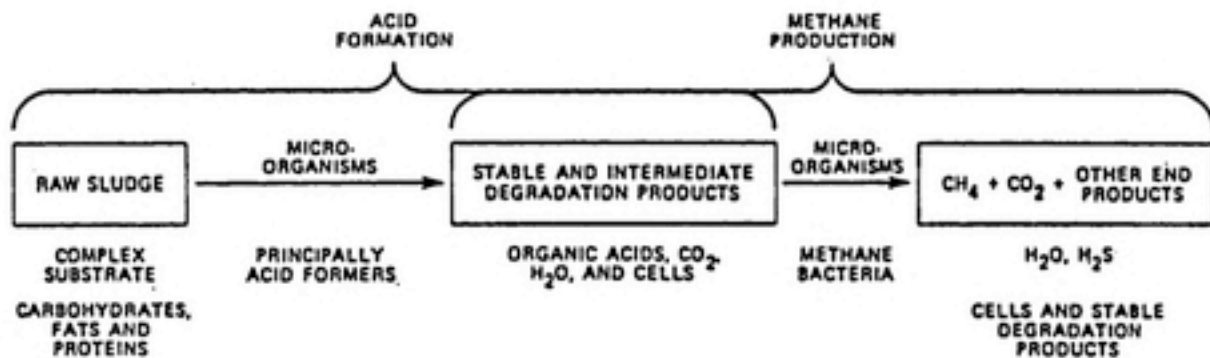 ACID
FORMATION
METHANE
PRODUCTION
RAW SLUDGE
MICRO-
ORGANISMS
STABLE AND INTERMEDIATE
DEGRADATION PRODUCTS
MICRO-
ORGANISMS
CH₄ + CO₂ + OTHER END
PRODUCTS
COMPLEX
SUBSTRATE
CARBOHYDRATES,
FATS AND
PROTEINS
PRINCIPALLY
ACID FORMERS
ORGANIC ACIDS, CO₂,
H₂O, AND CELLS
METHANE
BACTERIA
H₂O, H₂S
CELLS AND STABLE
DEGRADATION
PRODUCTS